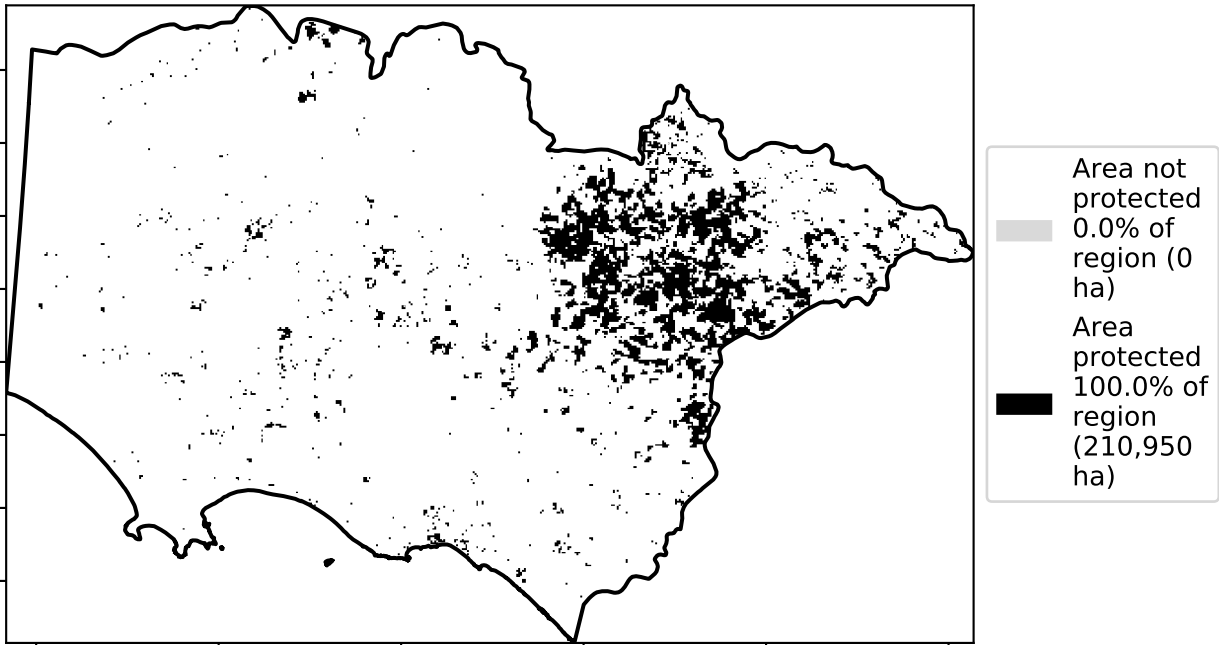 Area not
protected
0.0% of
region (0
ha)
Area
protected
100.0% of
region
(210,950
ha)